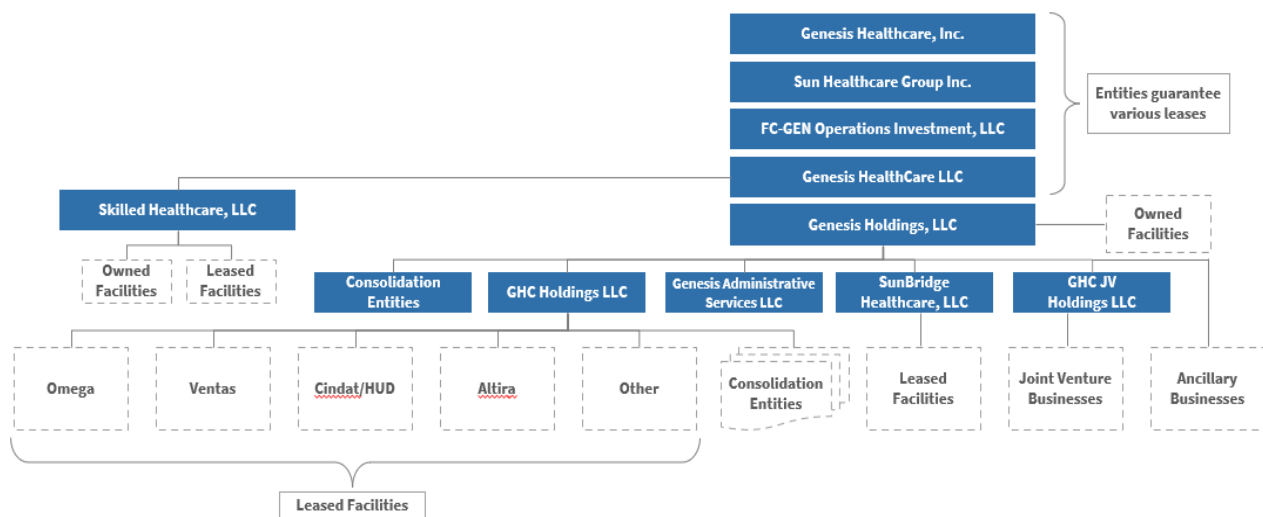 Genesis Healthcare, Inc.
Sun Healthcare Group Inc.
Entities guarantee
various leases
FC-GEN Operations Investment, LLC
Genesis HealthCare LLC
Skilled Healthcare, LLC
Genesis Holdings, LLC
Owned
Facilities
Owned
Facilities
Leased
Facilities
Consolidation
Entities
GHC Holdings LLC
Genesis Administrative
Services LLC
SunBridge
Healthcare, LLC
GHC JV
Holdings LLC
Omega
Ventas
Cindat/HUD
Altira
Other
Consolidation
Entities
Leased
Facilities
Joint Venture
Businesses
Ancillary
Businesses
Leased Facilities